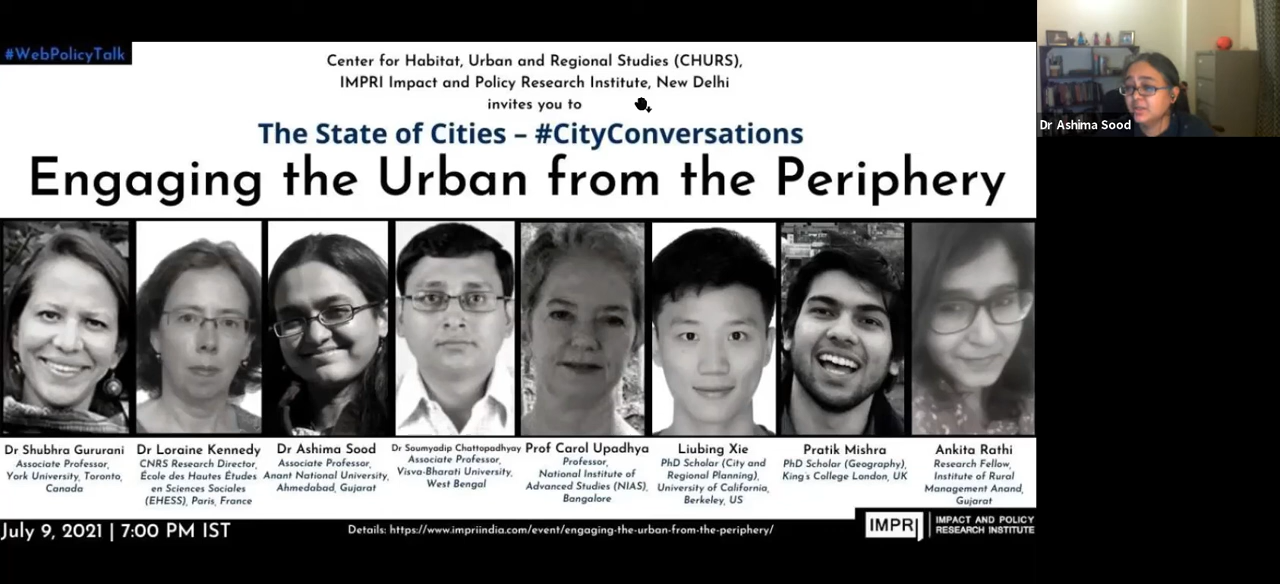 #WebPolicyTalk
Center for Habitat, Urban and Regional Studies (CHURS),
IMPRI Impact and Policy Research Institute, New Delhi
invites you to
The State of Cities – #CityConversations
Engaging the Urban from the Periphery
Dr Ashima Sood
Dr Shubhra Gururani
Associate Professor,
York University, Toronto,
Canada
Dr Loraine Kennedy
CNRS Research Director,
École des Hautes Études
en Sciences Sociales
(EHESS), Paris, France
Dr Ashima Sood
Associate Professor,
Anant National University,
Ahmedabad, Gujarat
Dr Soumyadip Chattopadhyay
Associate Professor,
Visva-Bharati University,
West Bengal
Prof Carol Upadhya
Professor,
National Institute of
Advanced Studies (NIAS),
Bangalore
Liubing Xie
PhD Scholar (City and
Regional Planning),
University of California,
Berkeley, US
Pratik Mishra
PhD Scholar (Geography),
King's College London, UK
Ankita Rathi
Research Fellow,
Institute of Rural
Management Anand,
Gujarat
July 9, 2021 | 7:00 PM IST
Details: https://www.impriindia.com/event/engaging-the-urban-from-the-periphery/
IMPRI
IMPACT AND POLICY
RESEARCH INSTITUTE